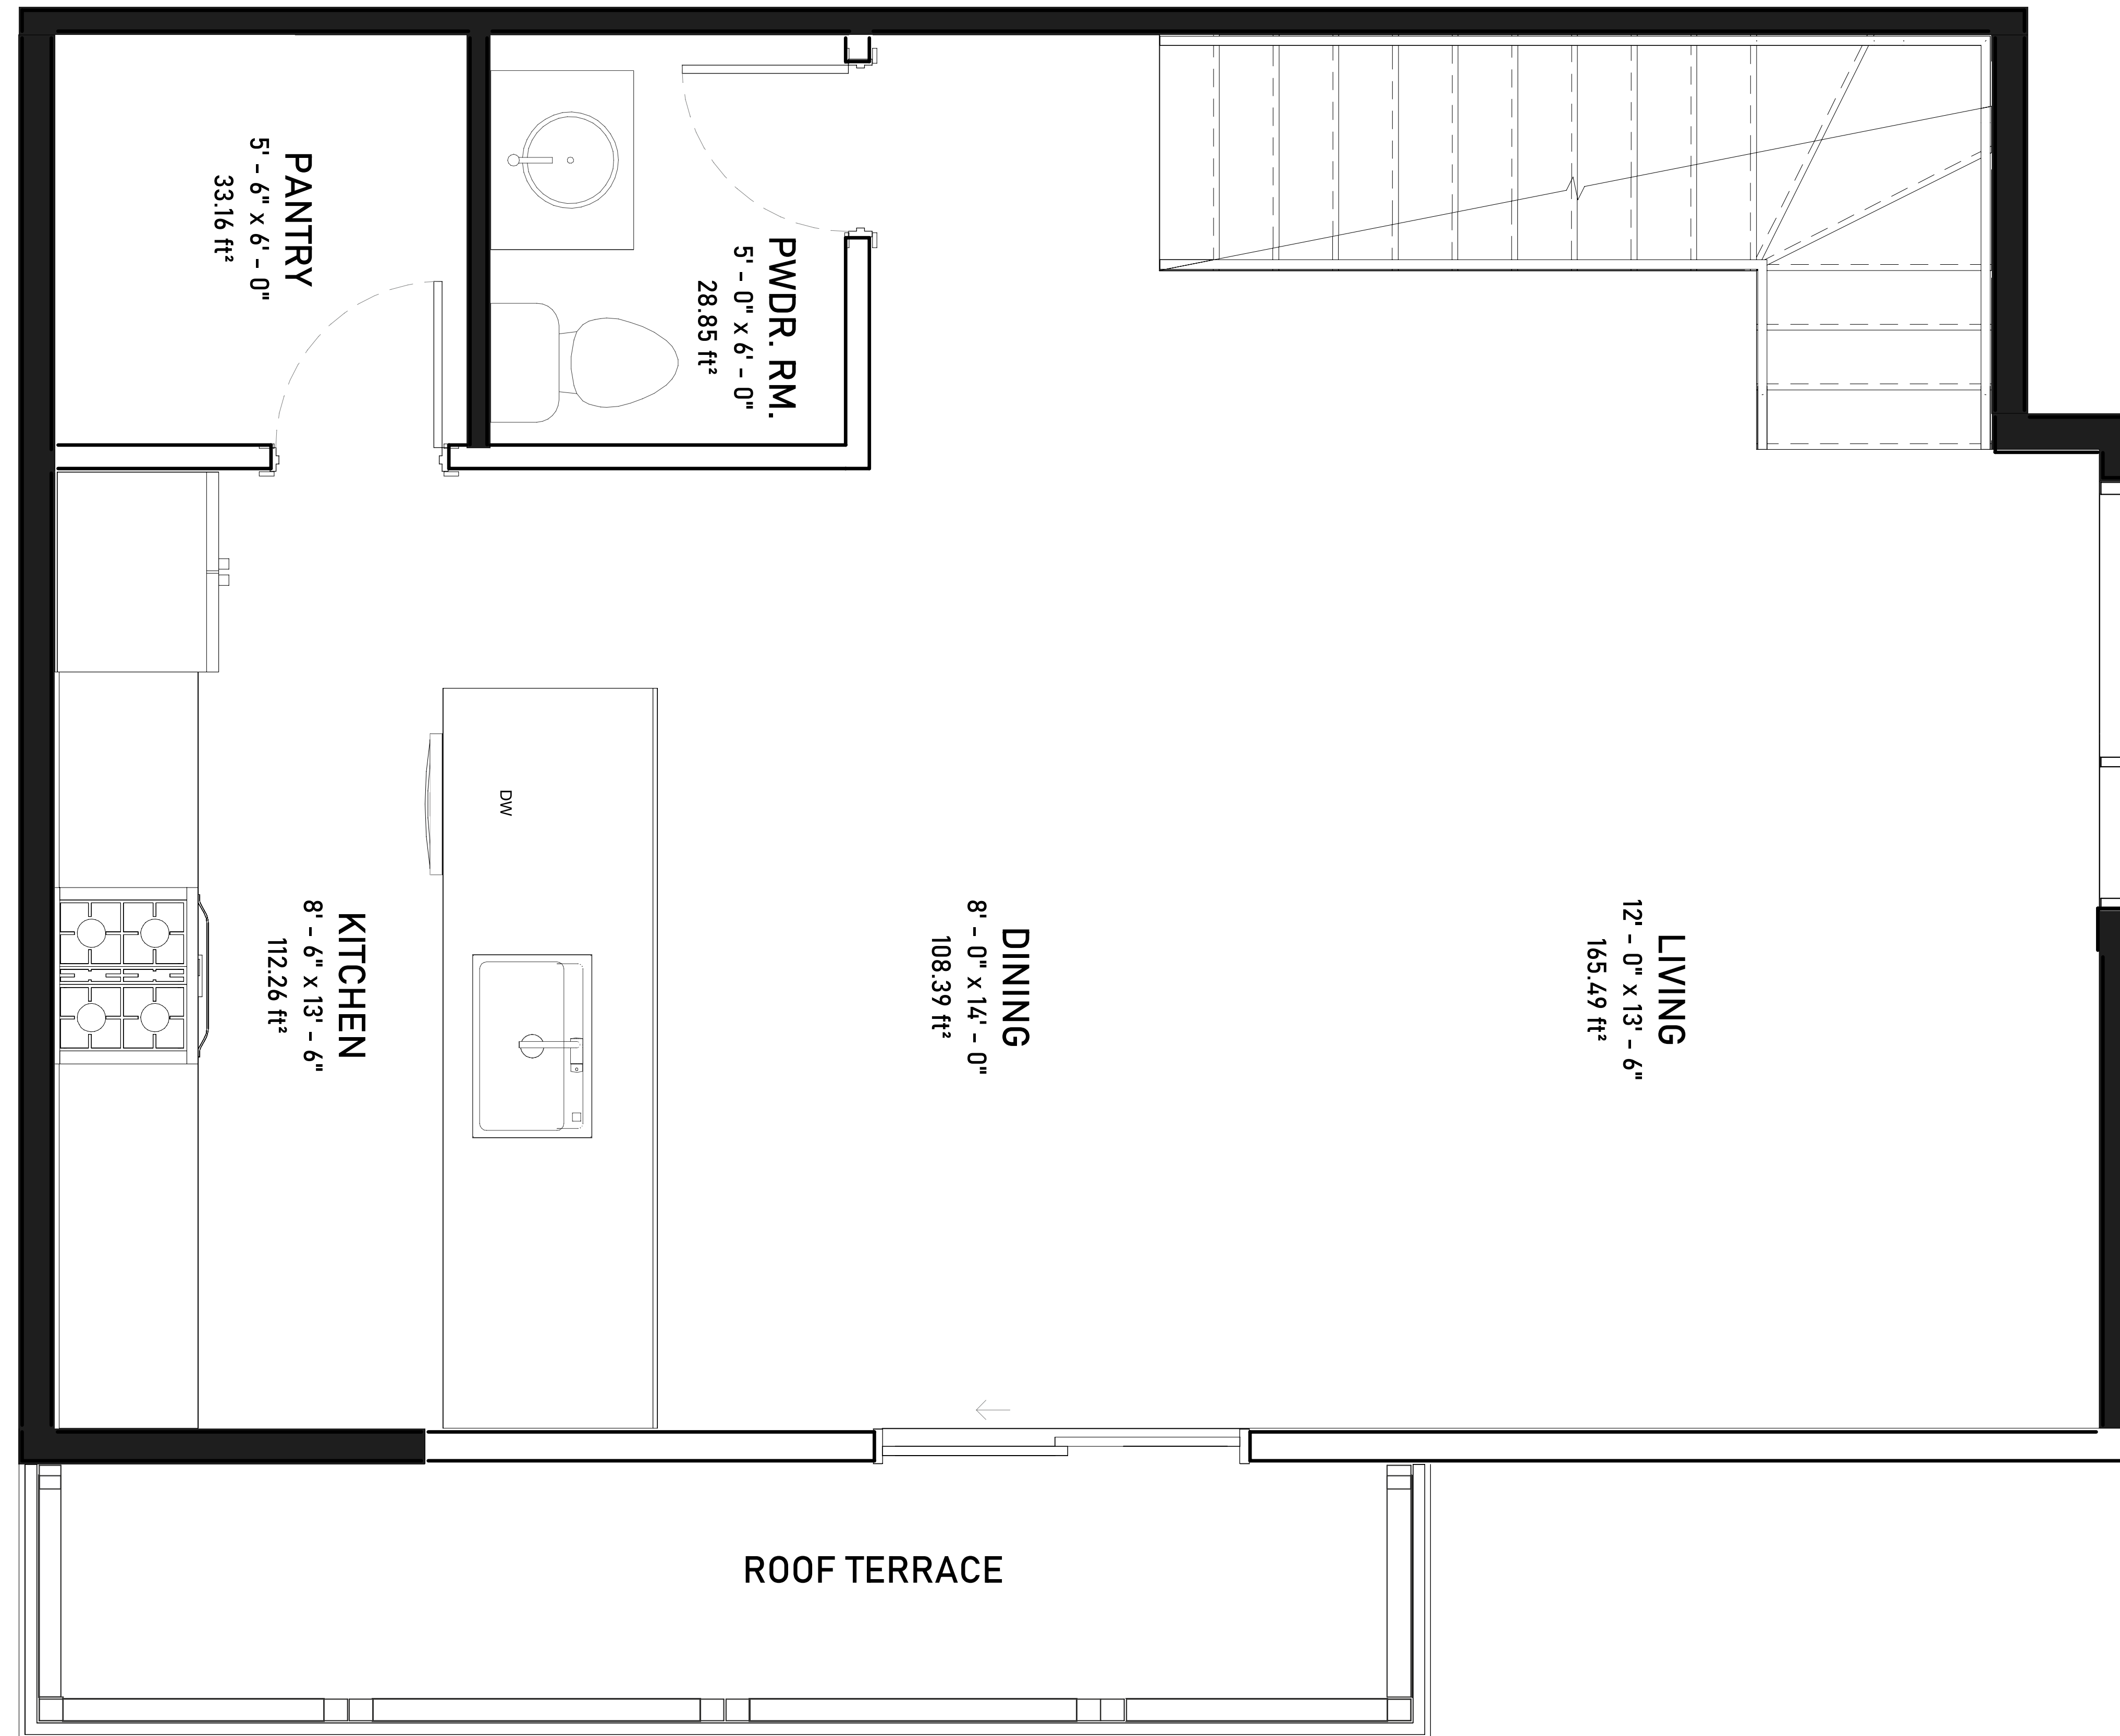 PANTRY
5' - 6" x 6' - 0"
33.16 ft²
PWDR. RM.
5' - 0" x 6' - 0"
28.85 ft²
DW
KITCHEN
8' - 6" x 13' - 6"
112.26 ft²
DINING
8' - 0" x 14' - 0"
108.39 ft²
LIVING
12' - 0" x 13' - 6"
165.49 ft²
ROOF TERRACE